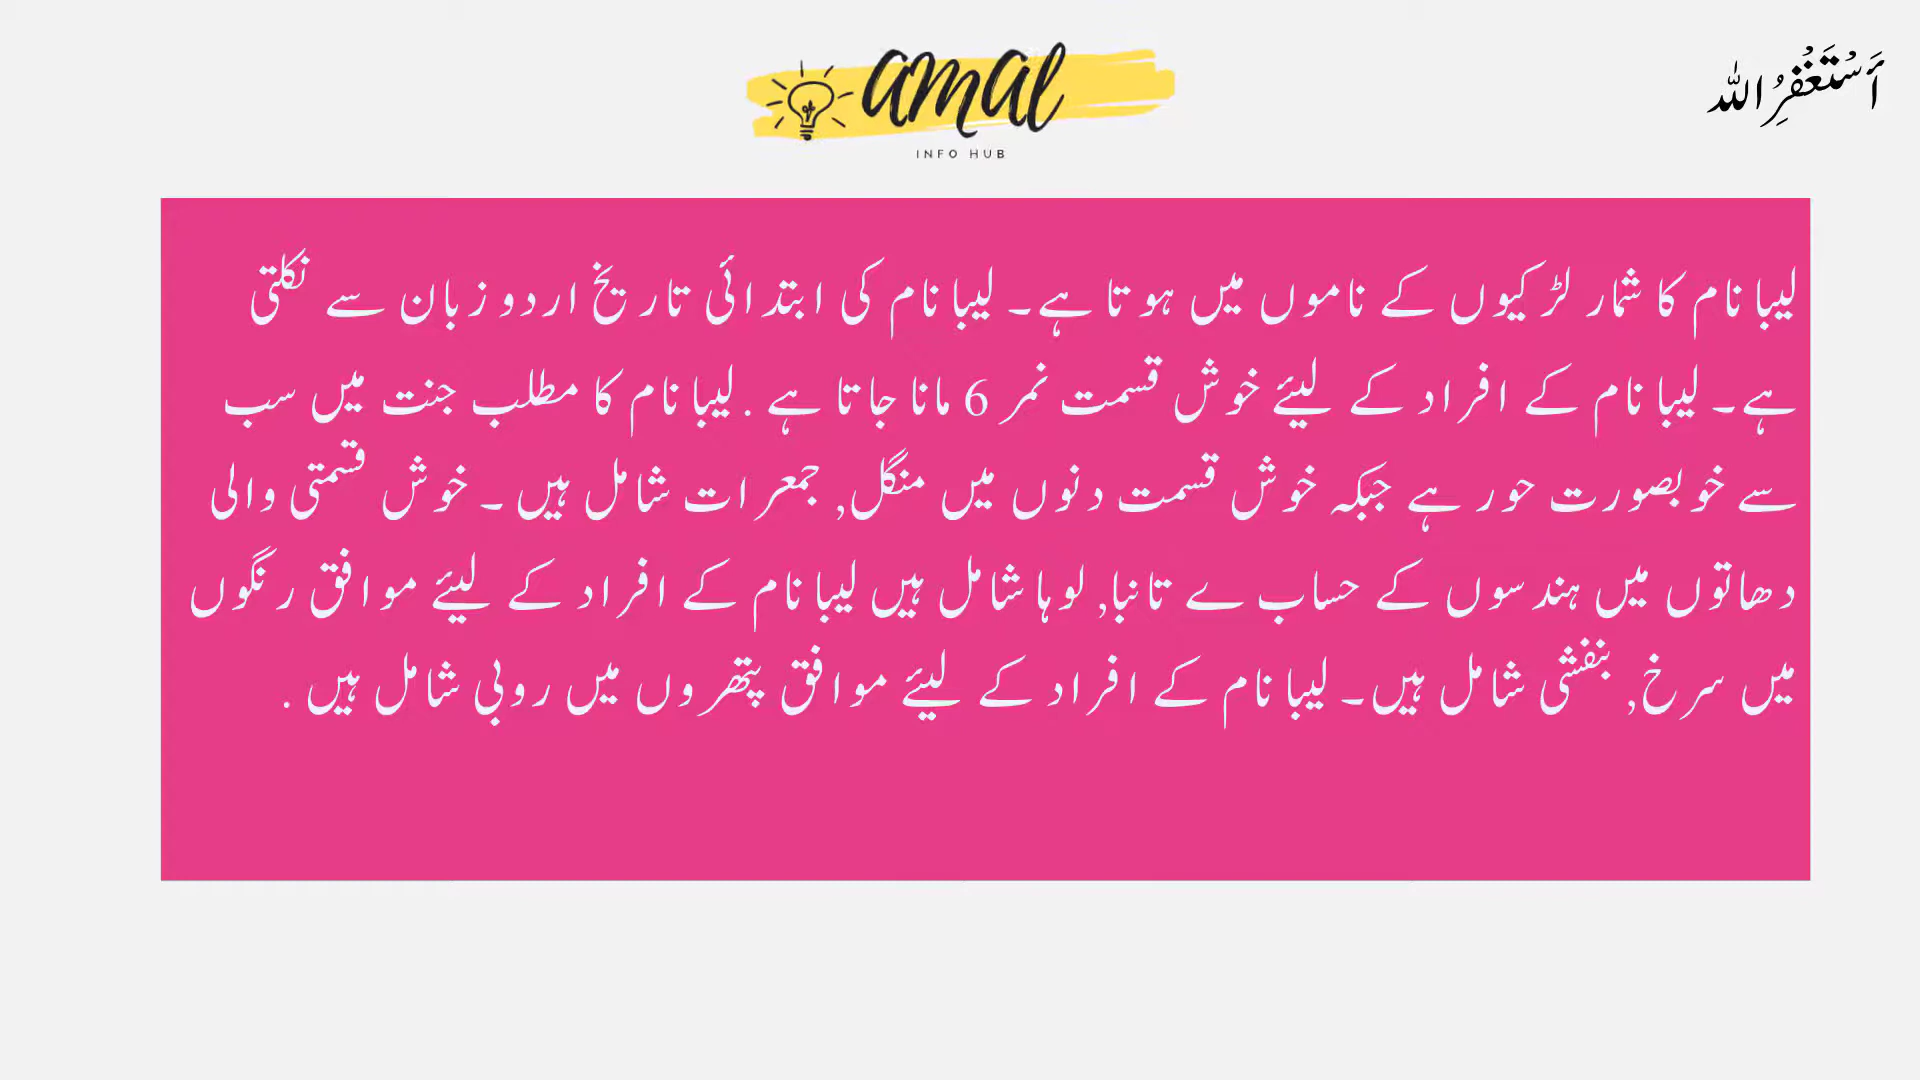 amal
INFO HUB
أَسْتَغْفِرُ اللہ
لیبا نام کا شمار لڑکیوں کے ناموں میں ہوتا ہے۔ لیبا نام کی ابتدائی تاریخ اردو زبان سے نکلتی
ہے۔ لیبا نام کے افراد کے لیئے خوش قسمت نمر 6 مانا جاتا ہے . لیبا نام کا مطلب جنت میں سب
سے خوبصورت حور ہے جبکہ خوش قسمت دنوں میں منگل, جمعرات شامل ہیں ۔ خوش قسمتی والی
دھاتوں میں ہندسوں کے حساب ے تانبا, لوہا شامل ہیں لیبا نام کے افراد کے لیئے موافق رنگوں
میں سرخ, بنفشی شامل ہیں۔ لیبا نام کے افراد کے لیئے موافق پتھروں میں روبی شامل ہیں .